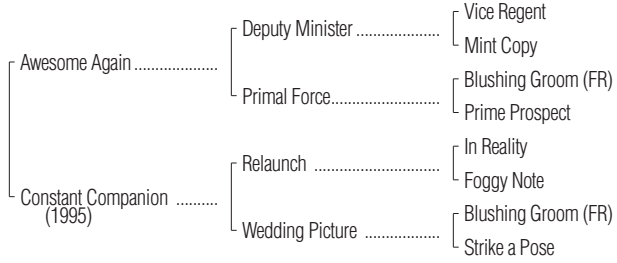 Vice Regent
Deputy Minister ...................
Mint Copy
Awesome Again ...................
Blushing Groom (FR)
Primal Force.........................
Prime Prospect
In Reality
Relaunch ............................
Foggy Note
Constant Companion .........
(1995)
Blushing Groom (FR)
Wedding Picture .................
Strike a Pose